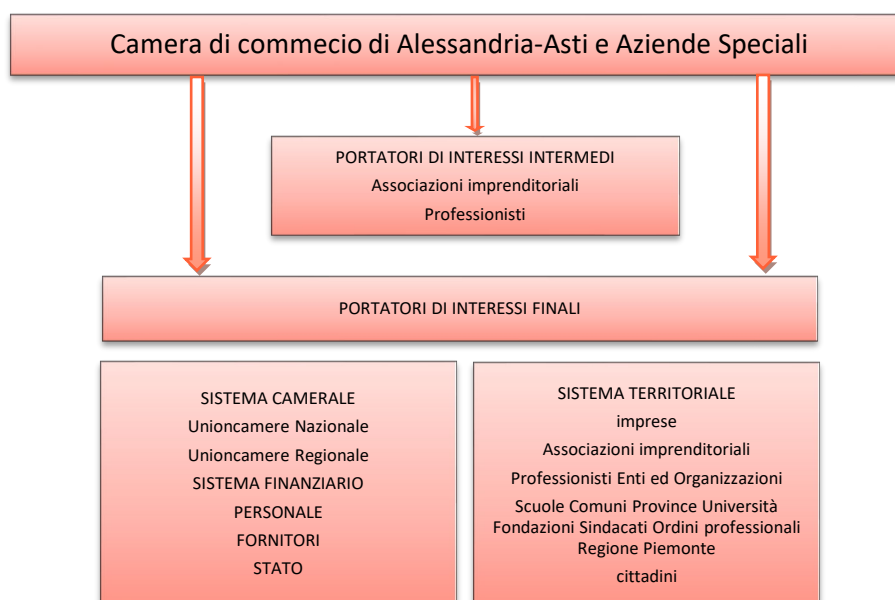 Camera di commecio di Alessandria-Asti e Aziende Speciali
PORTATORI DI INTERESSI INTERMEDI
Associazioni imprenditoriali
Professionisti
PORTATORI DI INTERESSI FINALI
SISTEMA CAMERALE
Unioncamere Nazionale
Unioncamere Regionale
SISTEMA FINANZIARIO
PERSONALE
FORNITORI
STATO
SISTEMA TERRITORIALE
imprese
Associazioni imprenditoriali
Professionisti Enti ed Organizzazioni
Scuole Comuni Province Università
Fondazioni Sindacati Ordini professionali
Regione Piemonte
cittadini